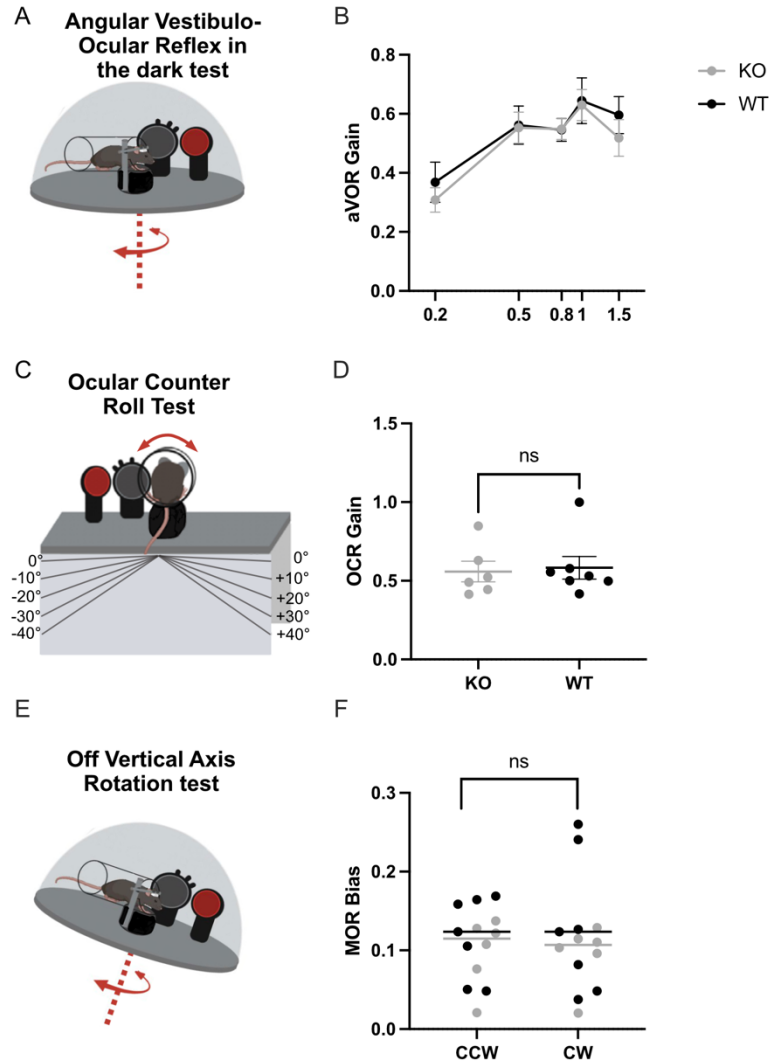 A
Angular Vestibulo-
Ocular Reflex in
the dark test
B
0.8
0.6
0.4
0.2
0.0
aVOR Gain
0.2 0.5 0.8 1 1.5
KO
WT
C
Ocular Counter
Roll Test
0° 0°
-10° +10°
-20° +20°
-30° +30°
-40° +40°
D
1.5
1.0
0.5
0.0
OCR Gain
ns
KO WT
E
Off Vertical Axis
Rotation test
F
0.3
0.2
0.1
0.0
MOR Bias
ns
CCW CW